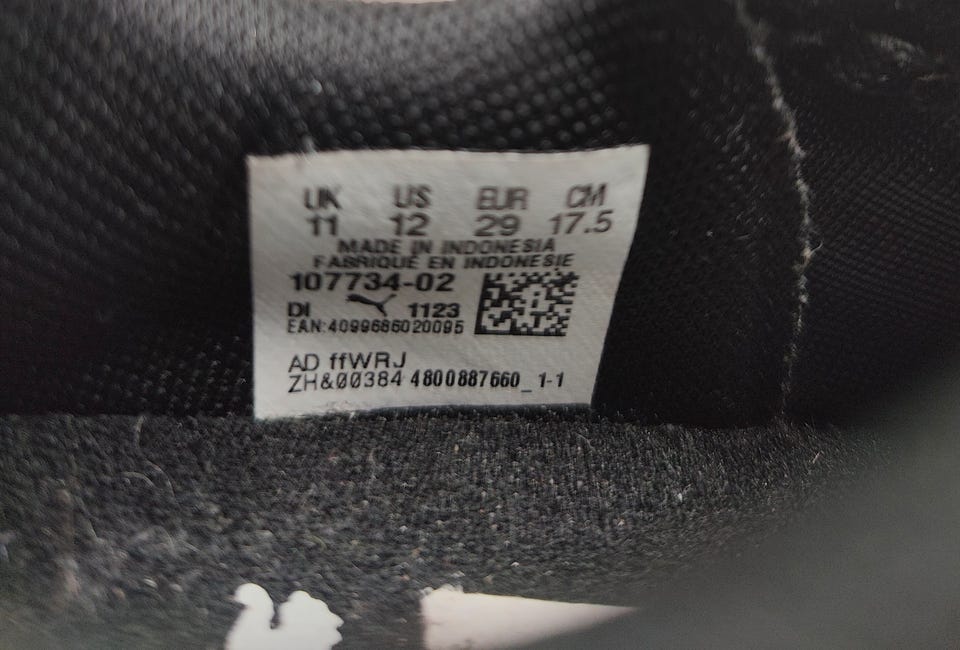 UK US EUR CM
11 12 29 17.5
MADE IN INDONESIA
FABRIQUÉ EN INDONESIE
107734-02
DI 1123
EAN:4099686020095
AD ffWRJ
ZH&00384 4800887660_1-1